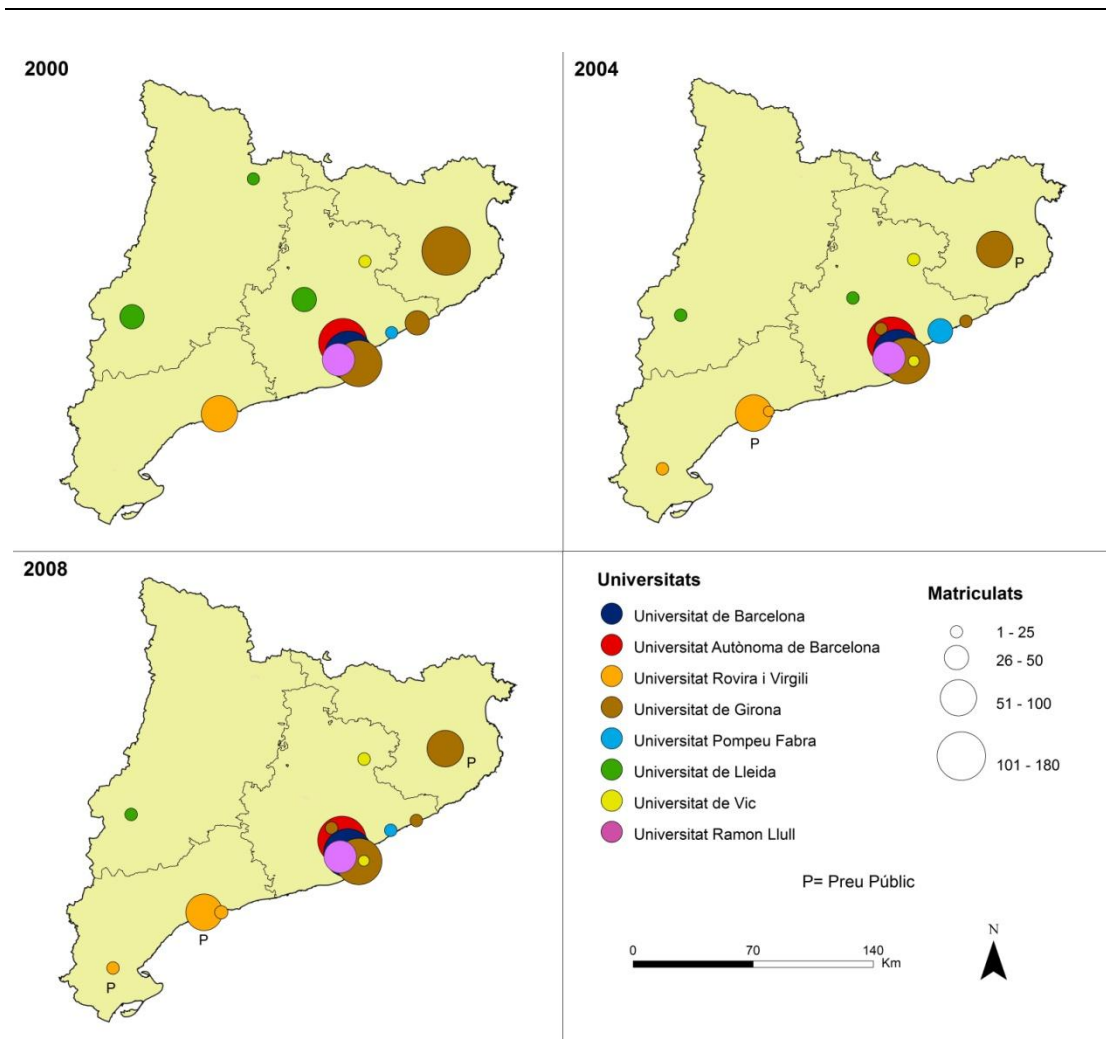 2000
2004
P
P
2008
P
P
P
Universitats
Universitat de Barcelona
Universitat Autònoma de Barcelona
Universitat Rovira i Virgili
Universitat de Girona
Universitat Pompeu Fabra
Universitat de Lleida
Universitat de Vic
Universitat Ramon Llull
Matriculats
1 - 25
26 - 50
51 - 100
101 - 180
P= Preu Públic
0 70 140
Km
N